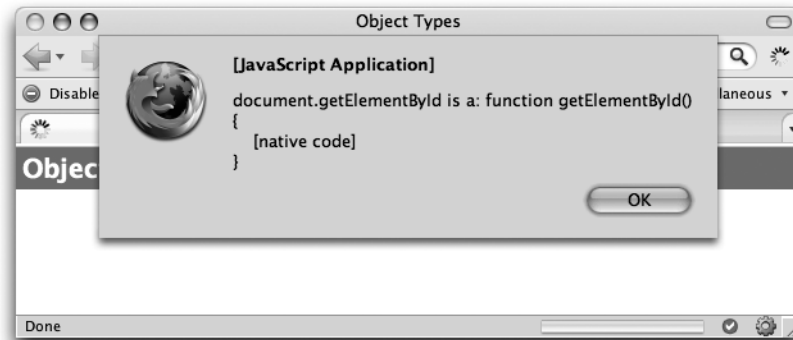 Object Types
[JavaScript Application]
Disable
laneous
document.getElementById is a: function getElementById()
{
[native code]
}
Objec
OK
Done